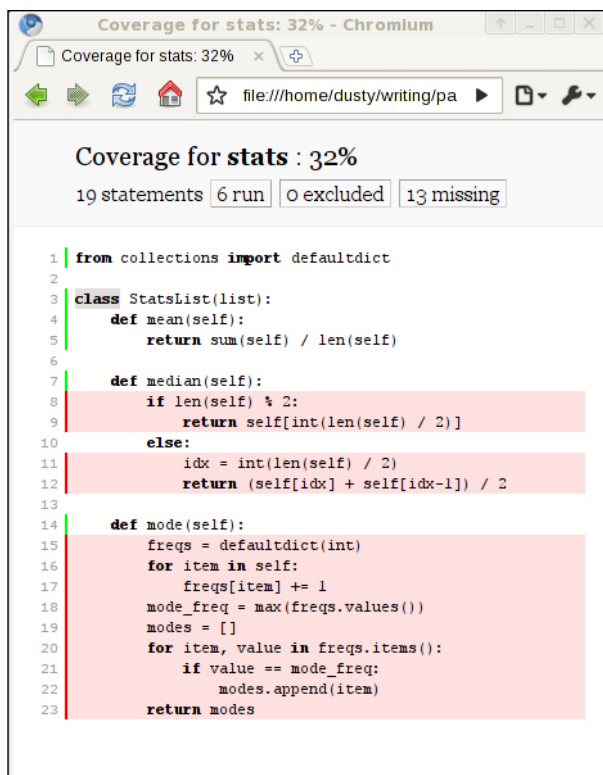 Coverage for stats: 32% - Chromium
Coverage for stats: 32%
file:///home/dusty/writing/pa
Coverage for stats : 32%
19 statements 6 run 0 excluded 13 missing
1 from collections import defaultdict
2
3 class StatsList(list):
4     def mean(self):
5         return sum(self) / len(self)
6
7     def median(self):
8         if len(self) % 2:
9             return self[int(len(self) / 2)]
10         else:
11             idx = int(len(self) / 2)
12             return (self[idx] + self[idx-1]) / 2
13
14     def mode(self):
15         freqs = defaultdict(int)
16         for item in self:
17             freqs[item] += 1
18         mode_freq = max(freqs.values())
19         modes = []
20         for item, value in freqs.items():
21             if value == mode_freq:
22                 modes.append(item)
23         return modes